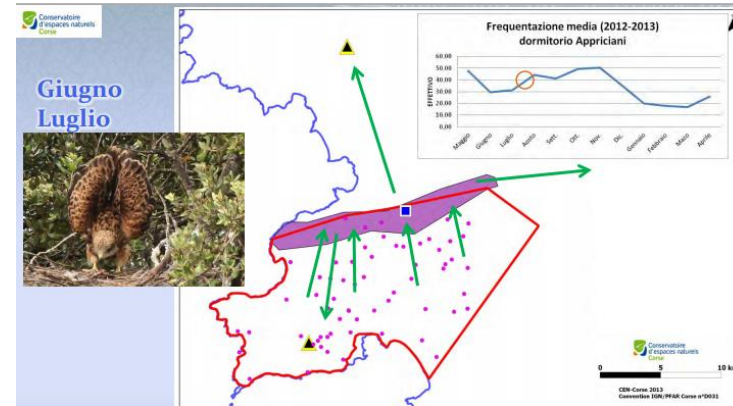 Conservatoire
d'espaces naturels
Corse
Giugno
Luglio
Frequentazione media (2012-2013)
dormitorio Appriciani
EFFETTIVO
60,00
50,00
40,00
30,00
20,00
10,00
0,00
Maggio
Giugno
Luglio
Aosto
Sett.
Ott.
Nov.
Dic.
Gennaio
Febbraio
Marzo
Aprile
Conservatoire
d'espaces naturels
Corse
0 5 10 k
CEN-Corse 2013
Convention IGN/PFAR Corse n°D031